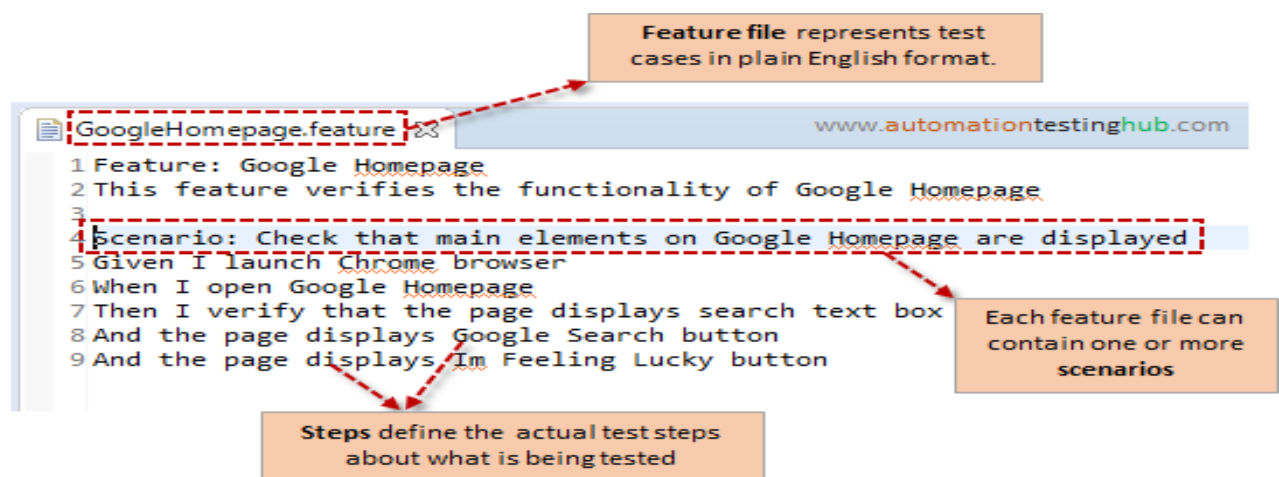 Feature file represents test
cases in plain English format.
GoogleHomepage.feature
www.automationtestinghub.com
1 Feature: Google Homepage
2 This feature verifies the functionality of Google Homepage
3
4 Scenario: Check that main elements on Google Homepage are displayed
5 Given I launch Chrome browser
6 When I open Google Homepage
7 Then I verify that the page displays search text box
8 And the page displays Google Search button
9 And the page displays Im Feeling Lucky button
Each feature file can
contain one or more
scenarios
Steps define the actual test steps
about what is being tested